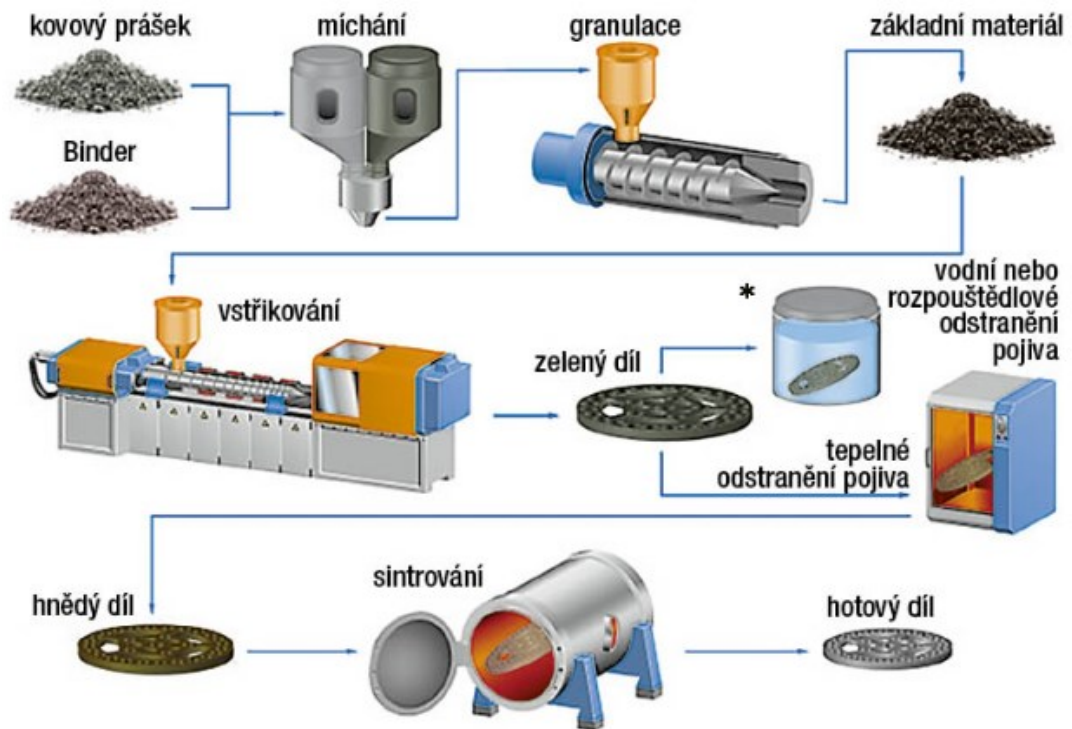 kovový prášek
míchání
granulace
základní materiál
Binder
vstřikování
*
vodní nebo
rozpouštědlové
odstranění
pojiva
zelený díl
tepelné
odstranění pojiva
hnědý díl
sintrování
hotový díl